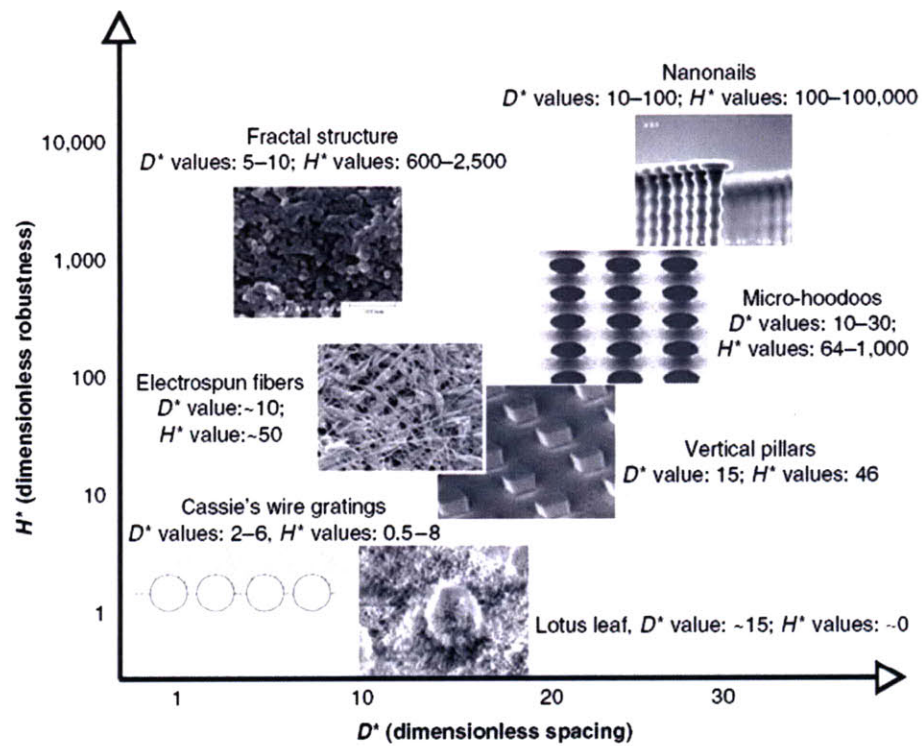 Nanonails
D* values: 10–100; H* values: 100–100,000
Fractal structure
D* values: 5–10; H* values: 600–2,500
Micro-hoodoos
D* values: 10–30;
H* values: 64–1,000
Electrospun fibers
D* value:~10;
H* value:~50
Vertical pillars
D* value: 15; H* values: 46
Cassie's wire gratings
D* values: 2–6, H* values: 0.5–8
Lotus leaf, D* value: ~15; H* values: ~0
H* (dimensionless robustness)
10,000
1,000
100
10
1
1
10
20
30
D* (dimensionless spacing)